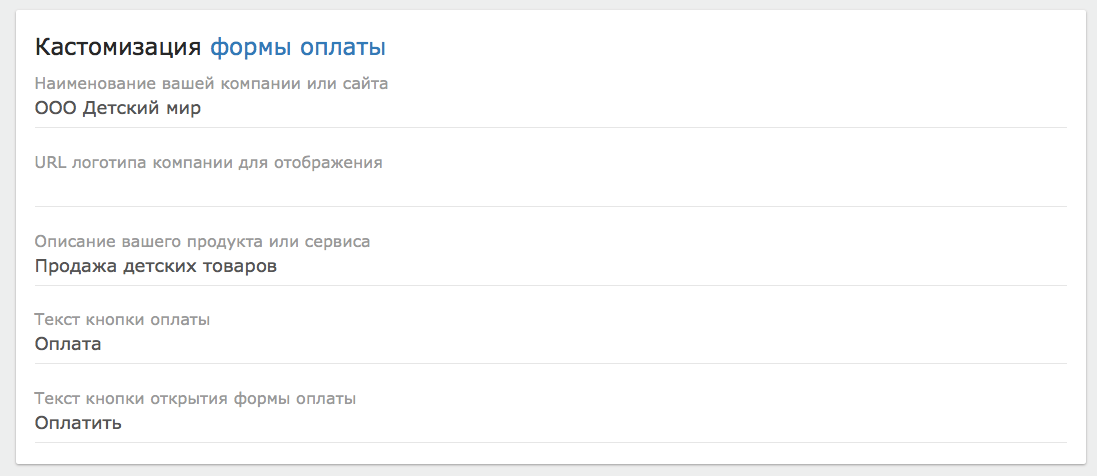 Кастомизация формы оплаты
Наименование вашей компании или сайта
ООО Детский мир
URL логотипа компании для отображения
Описание вашего продукта или сервиса
Продажа детских товаров
Текст кнопки оплаты
Оплата
Текст кнопки открытия формы оплаты
Оплатить